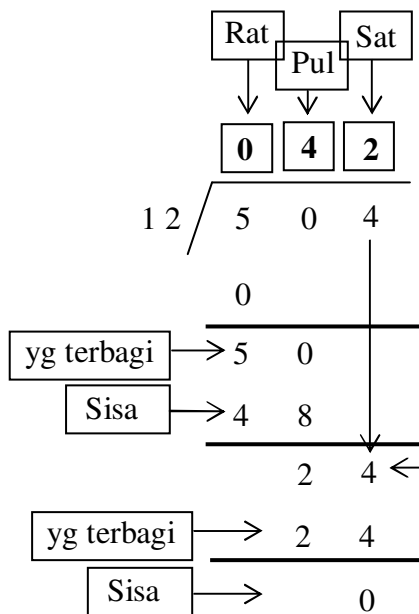 Rat Sat
Pul
0 4 2
1 2 5 0 4
0
yg terbagi 5 0
Sisa 4 8
2 4
yg terbagi 2 4
Sisa 0